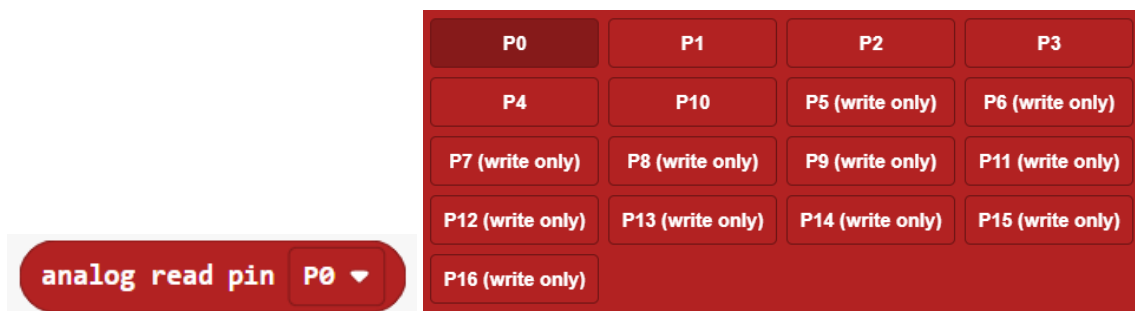 P0 P1 P2 P3
P4 P10 P5 (write only) P6 (write only)
P7 (write only) P8 (write only) P9 (write only) P11 (write only)
P12 (write only) P13 (write only) P14 (write only) P15 (write only)
analog read pin P0
P16 (write only)